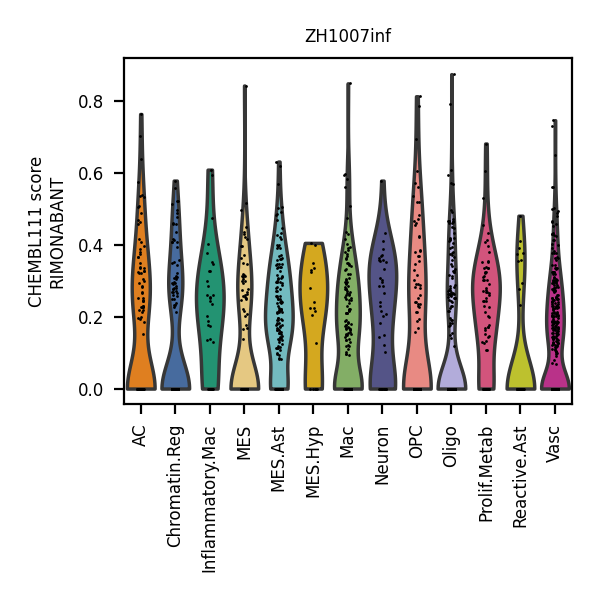 ZH1007inf
CHEMBL111 score
RIMONABANT
0.8
0.6
0.4
0.2
0.0
AC
Chromatin.Reg
Inflammatory.Mac
MES
MES.Ast
MES.Hyp
Mac
Neuron
OPC
Oligo
Prolif.Metab
Reactive.Ast
Vasc